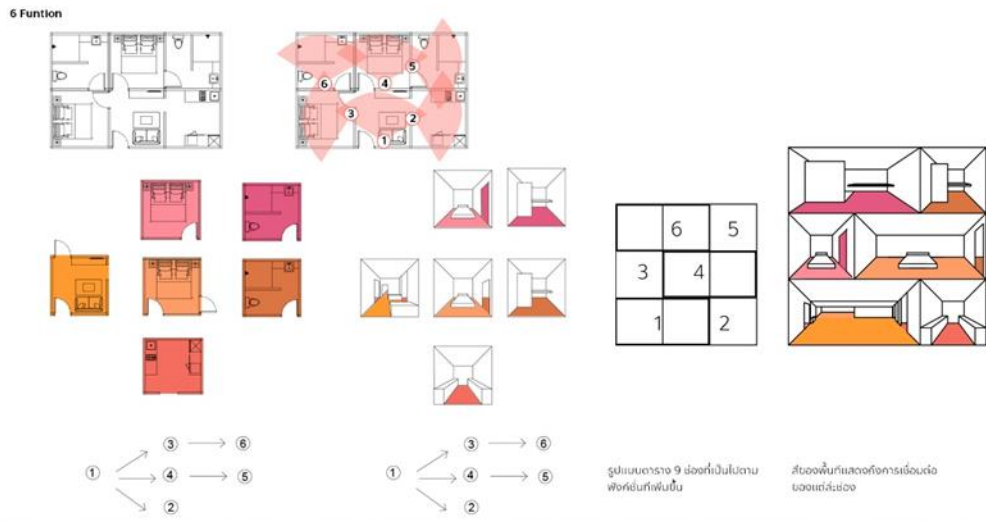 6 Funtion
5
6
4
3
2
1
6 5
3 4
1 2
1 3 6
4 5
2
1 3 6
4 5
2
รูปแบบตาราง 9 ช่องที่เป็นไปตาม
ฟังค์ชั่นที่เพิ่มขึ้น
สีของพื้นที่แสดงถึงการเชื่อมต่อ
ของแต่ละช่อง